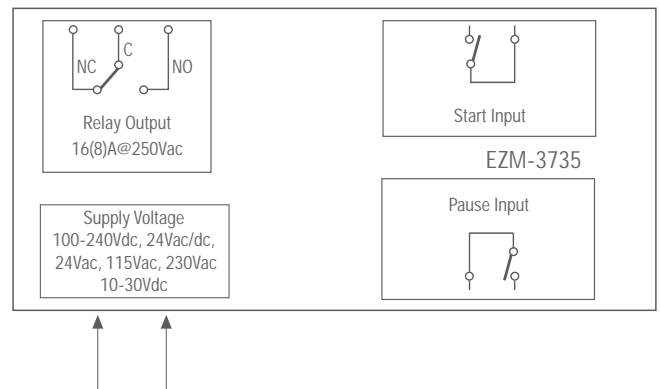 C
NC
NO
Relay Output
16(8)A@250Vac
Start Input
EZM-3735
Pause Input
Supply Voltage
100-240Vdc, 24Vac/dc,
24Vac, 115Vac, 230Vac
10-30Vdc